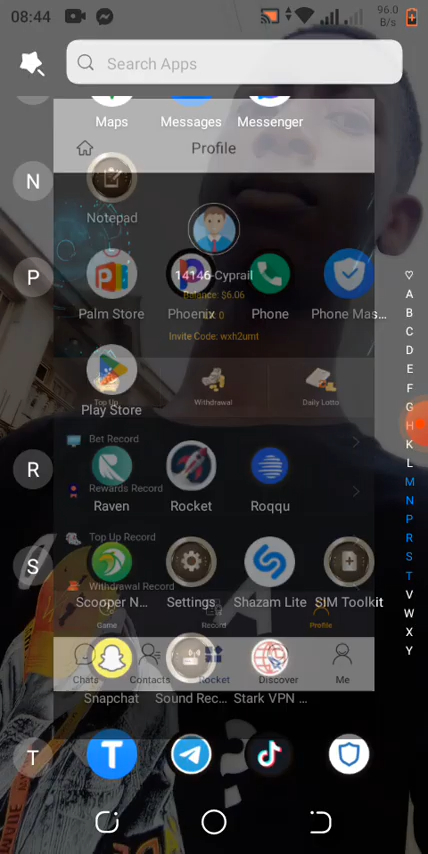 08:44
96.0
B/s
Search Apps
Maps Messages Messenger
Profile
N
Notepad
14146-Cyprail
Balance: $6.06
P
Palm Store Phoenix Phone Phone Mas...
Invite Code: wxh2umt
Top Up Withdrawal Daily Lotto
Play Store
Bet Record
R
Rewards Record
Raven Rocket Roqqu
Top Up Record
S
Withdrawal Record
Scooper N... Settings Shazam Lite SIM Toolkit
Game Record Profile
Chats Contacts Rocket Discover Me
Snapchat Sound Rec... Stark VPN ...
T
T
A
B
C
D
E
F
G
H
K
L
M
N
P
R
S
T
V
W
X
Y